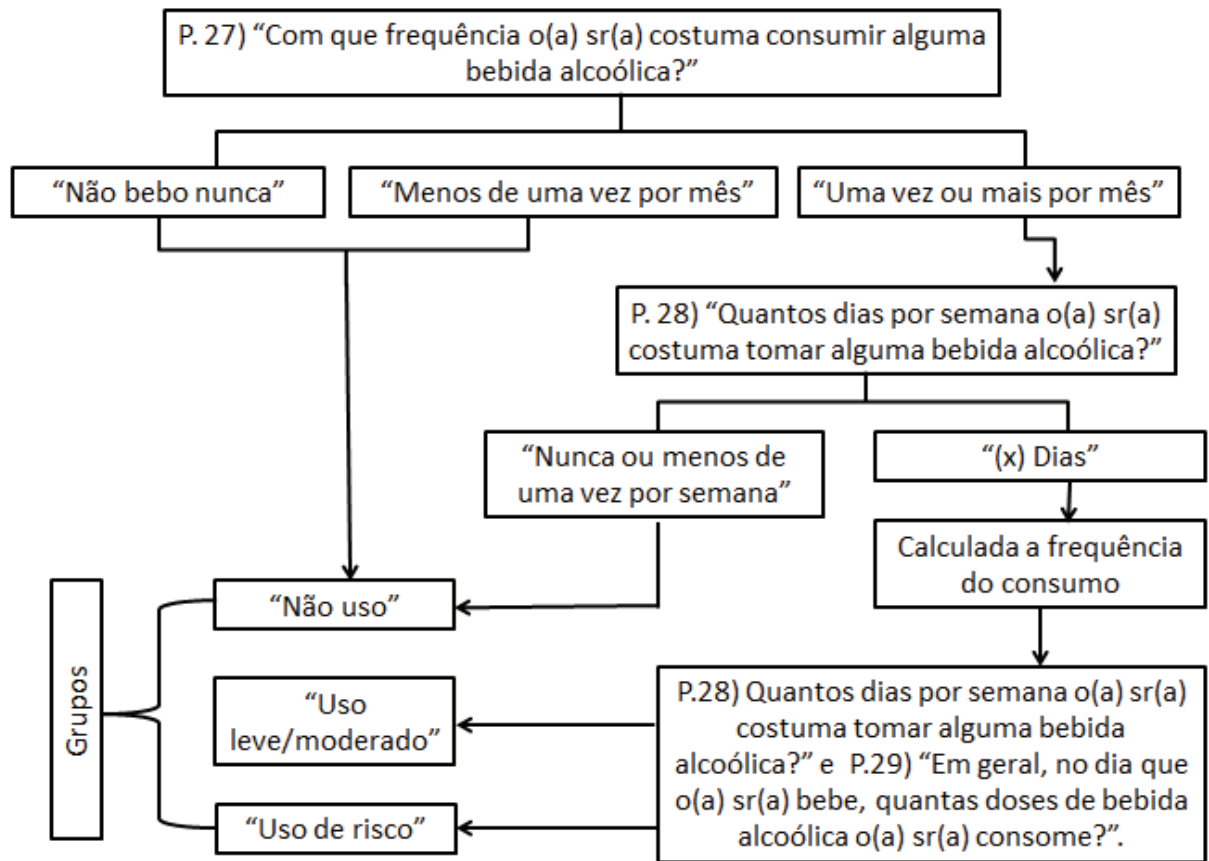 P. 27) “Com que frequência o(a) sr(a) costuma consumir alguma
bebida alcoólica?”
“Não bebo nunca”
“Menos de uma vez por mês”
“Uma vez ou mais por mês”
P. 28) “Quantos dias por semana o(a) sr(a)
costuma tomar alguma bebida alcoólica?”
“Nunca ou menos de
uma vez por semana”
“(x) Dias”
Calculada a frequência
do consumo
Grupos
“Não uso”
“Uso
leve/moderado”
“Uso de risco”
P.28) Quantos dias por semana o(a) sr(a)
costuma tomar alguma bebida
alcoólica?” e P.29) “Em geral, no dia que
o(a) sr(a) bebe, quantas doses de bebida
alcoólica o(a) sr(a) consome?”.